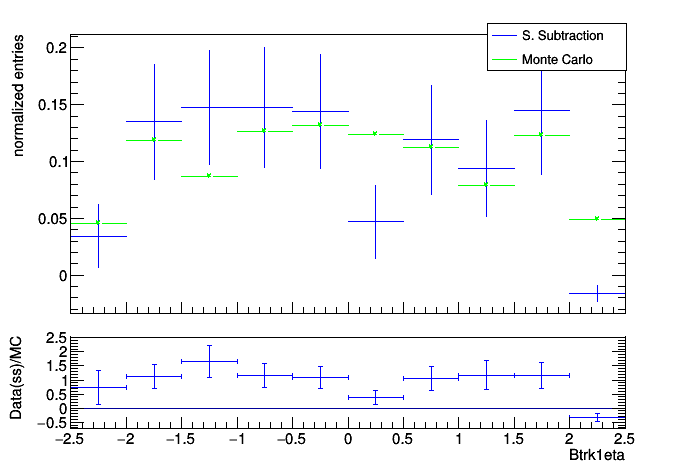 S. Subtraction
Monte Carlo
normalized entries
0.2
0.15
0.1
0.05
0
Data(ss)/MC
2.5
2
1.5
1
0.5
0
−0.5
−2.5 −2 −1.5 −1 −0.5 0 0.5 1 1.5 2 2.5
Btrk1eta